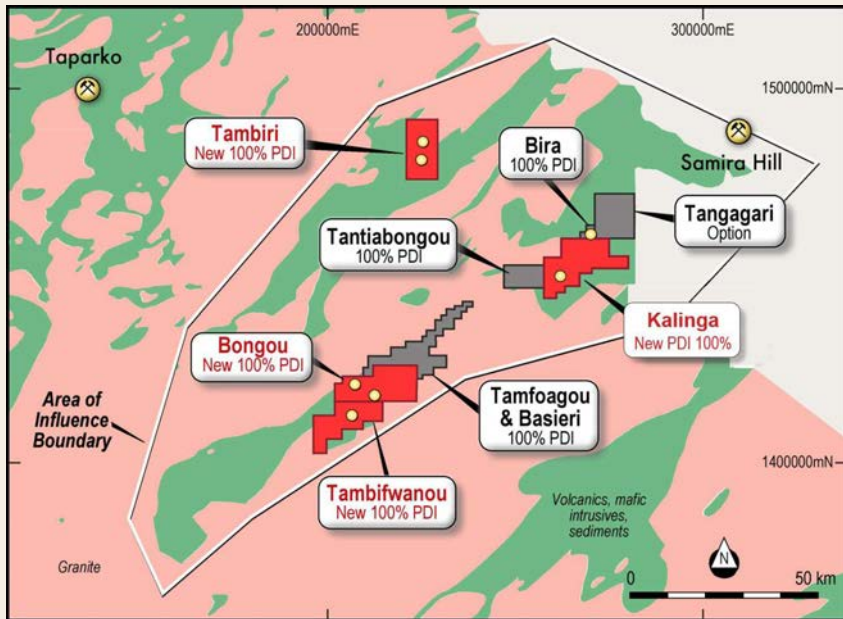 200000mE
300000mE
Taparko
1500000mN
Tambiri
New 100% PDI
Bira
100% PDI
Samira Hill
Tangagari
Option
Tantiabongou
100% PDI
Kalinga
New PDI 100%
Bongou
New 100% PDI
Area of
Influence
Boundary
Tamfoagou
& Basieri
100% PDI
1400000mN
Tambifwanou
New 100% PDI
Volcanics, mafic
intrusives,
sediments
Granite
N
0
50 km